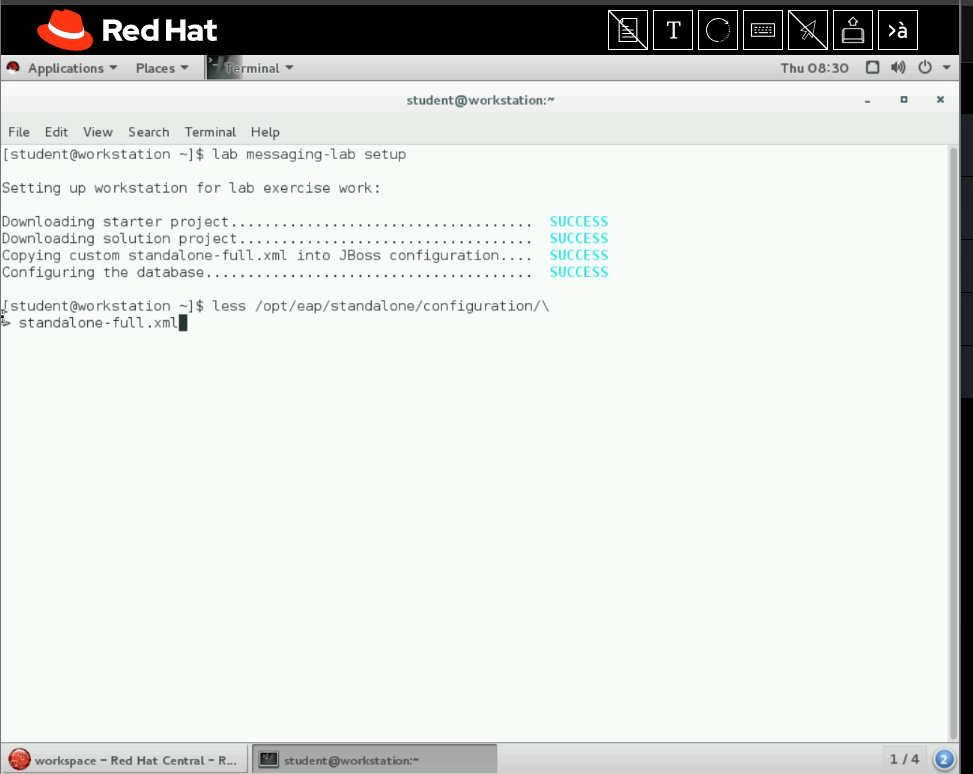 Red Hat
T
>à
Applications Places Terminal Thu 08:30
student@workstation:~
File Edit View Search Terminal Help
[student@workstation ~]$ lab messaging-lab setup
Setting up workstation for lab exercise work:
Downloading starter project.................................... SUCCESS
Downloading solution project................................... SUCCESS
Copying custom standalone-full.xml into JBoss configuration.... SUCCESS
Configuring the database....................................... SUCCESS
[student@workstation ~]$ less /opt/eap/standalone/configuration/\
> standalone-full.xml
workspace - Red Hat Central - R... student@workstation:~ 1 / 4 2